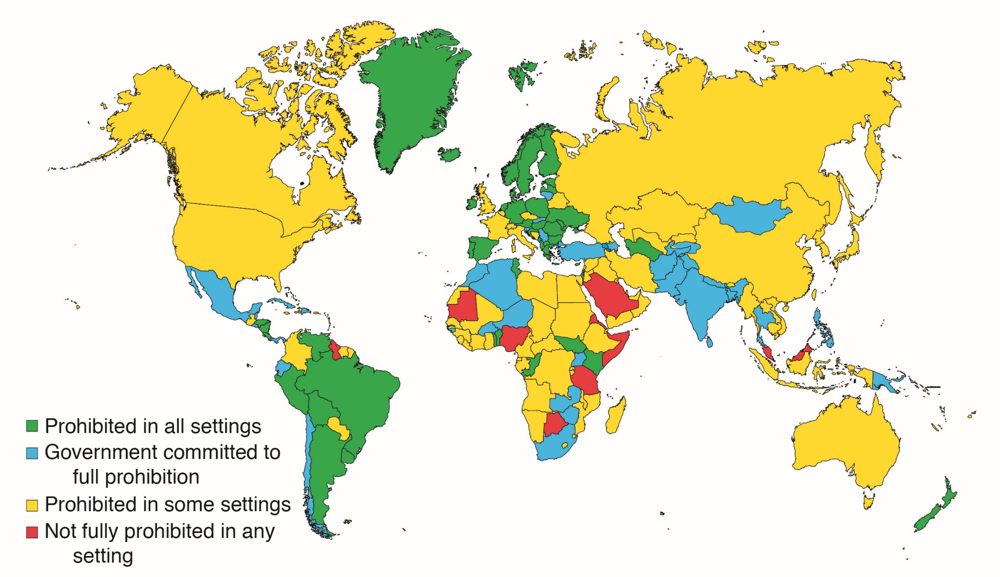 Prohibited in all settings
Government committed to
full prohibition
Prohibited in some settings
Not fully prohibited in any
setting